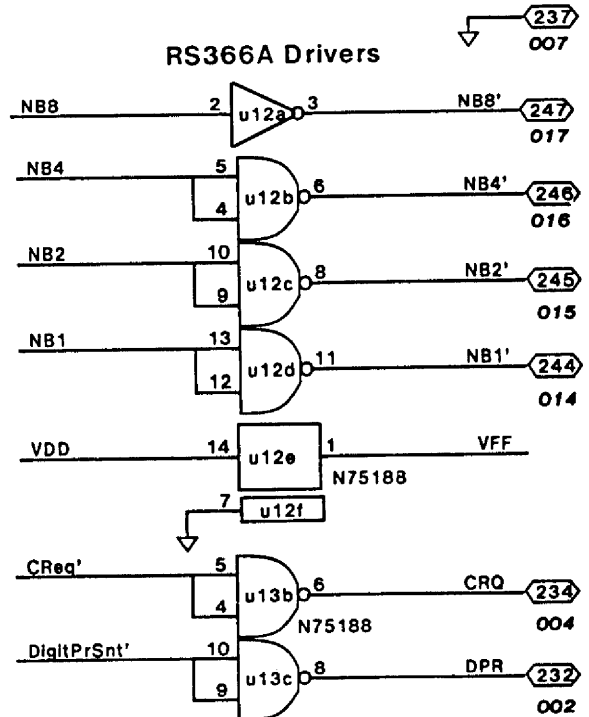 237
007
RS366A Drivers
NB8 2 u12a 3 NB8' 247
017
NB4 5 4 u12b 6 NB4' 246
016
NB2 10 9 u12c 8 NB2' 245
015
NB1 13 12 u12d 11 NB1' 244
014
VDD 14 u12e 1 VFF
N75188
7 u12f
CReq' 5 4 u13b 6 CRQ 234
N75188 004
DigitPrSnt' 10 9 u13c 8 DPR 232
002